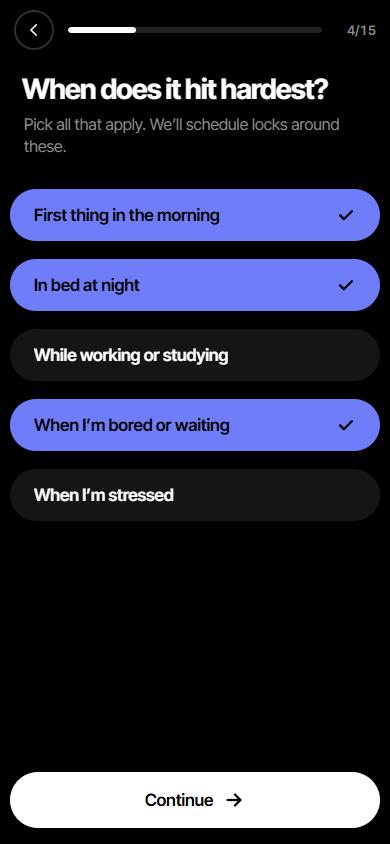 4/15
When does it hit hardest?
Pick all that apply. We’ll schedule locks around
these.
First thing in the morning
In bed at night
While working or studying
When I’m bored or waiting
When I’m stressed
Continue